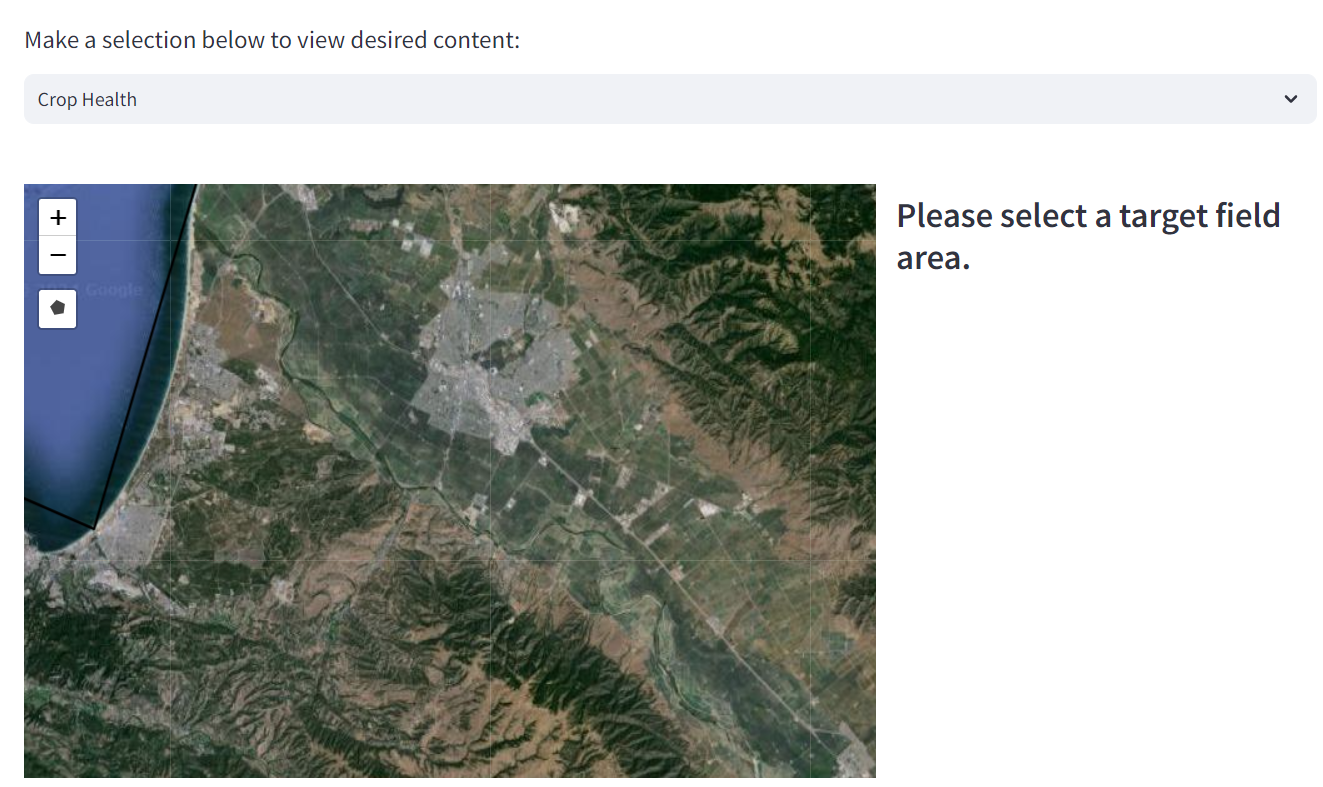 Make a selection below to view desired content:
Crop Health
+
−
Google
Please select a target field
area.